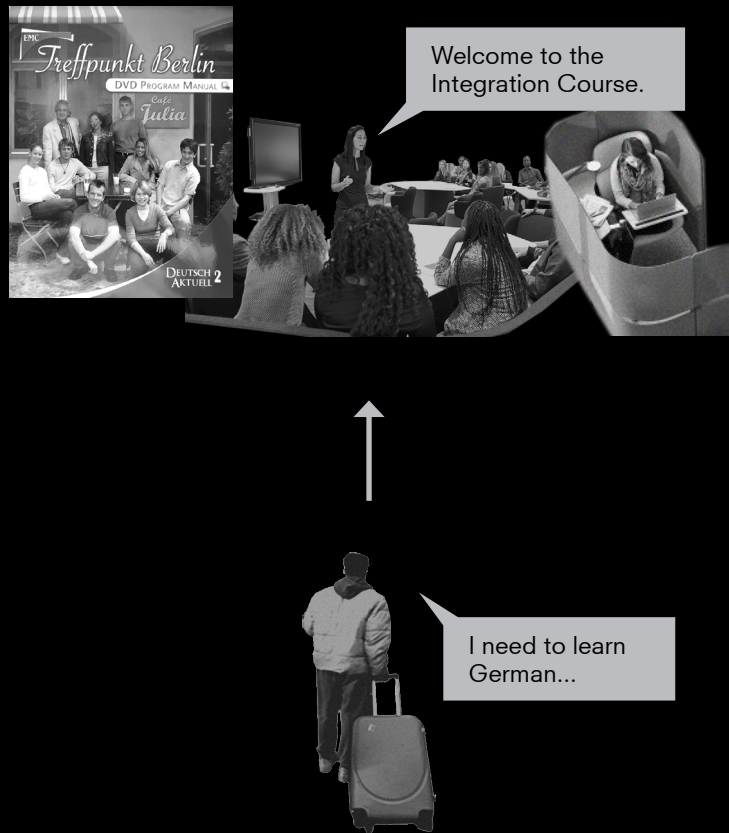 EMC
Treffpunkt Berlin
DVD PROGRAM MANUAL
Café
Julia
DEUTSCH
AKTUELL 2
Welcome to the
Integration Course.
I need to learn
German...